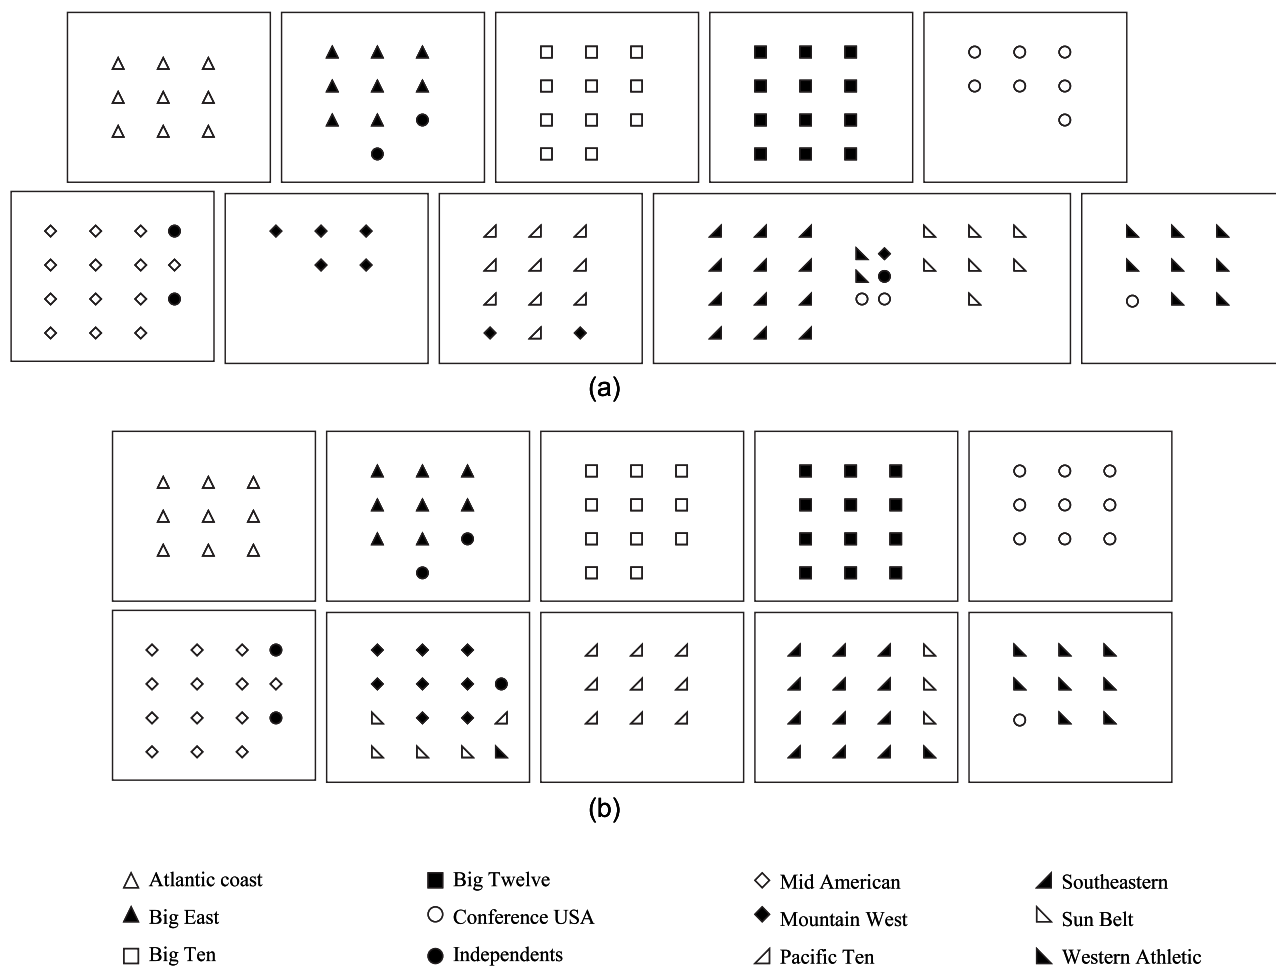 (a)
(b)
Atlantic coast Big Twelve Mid American Southeastern
Big East Conference USA Mountain West Sun Belt
Big Ten Independents Pacific Ten Western Athletic